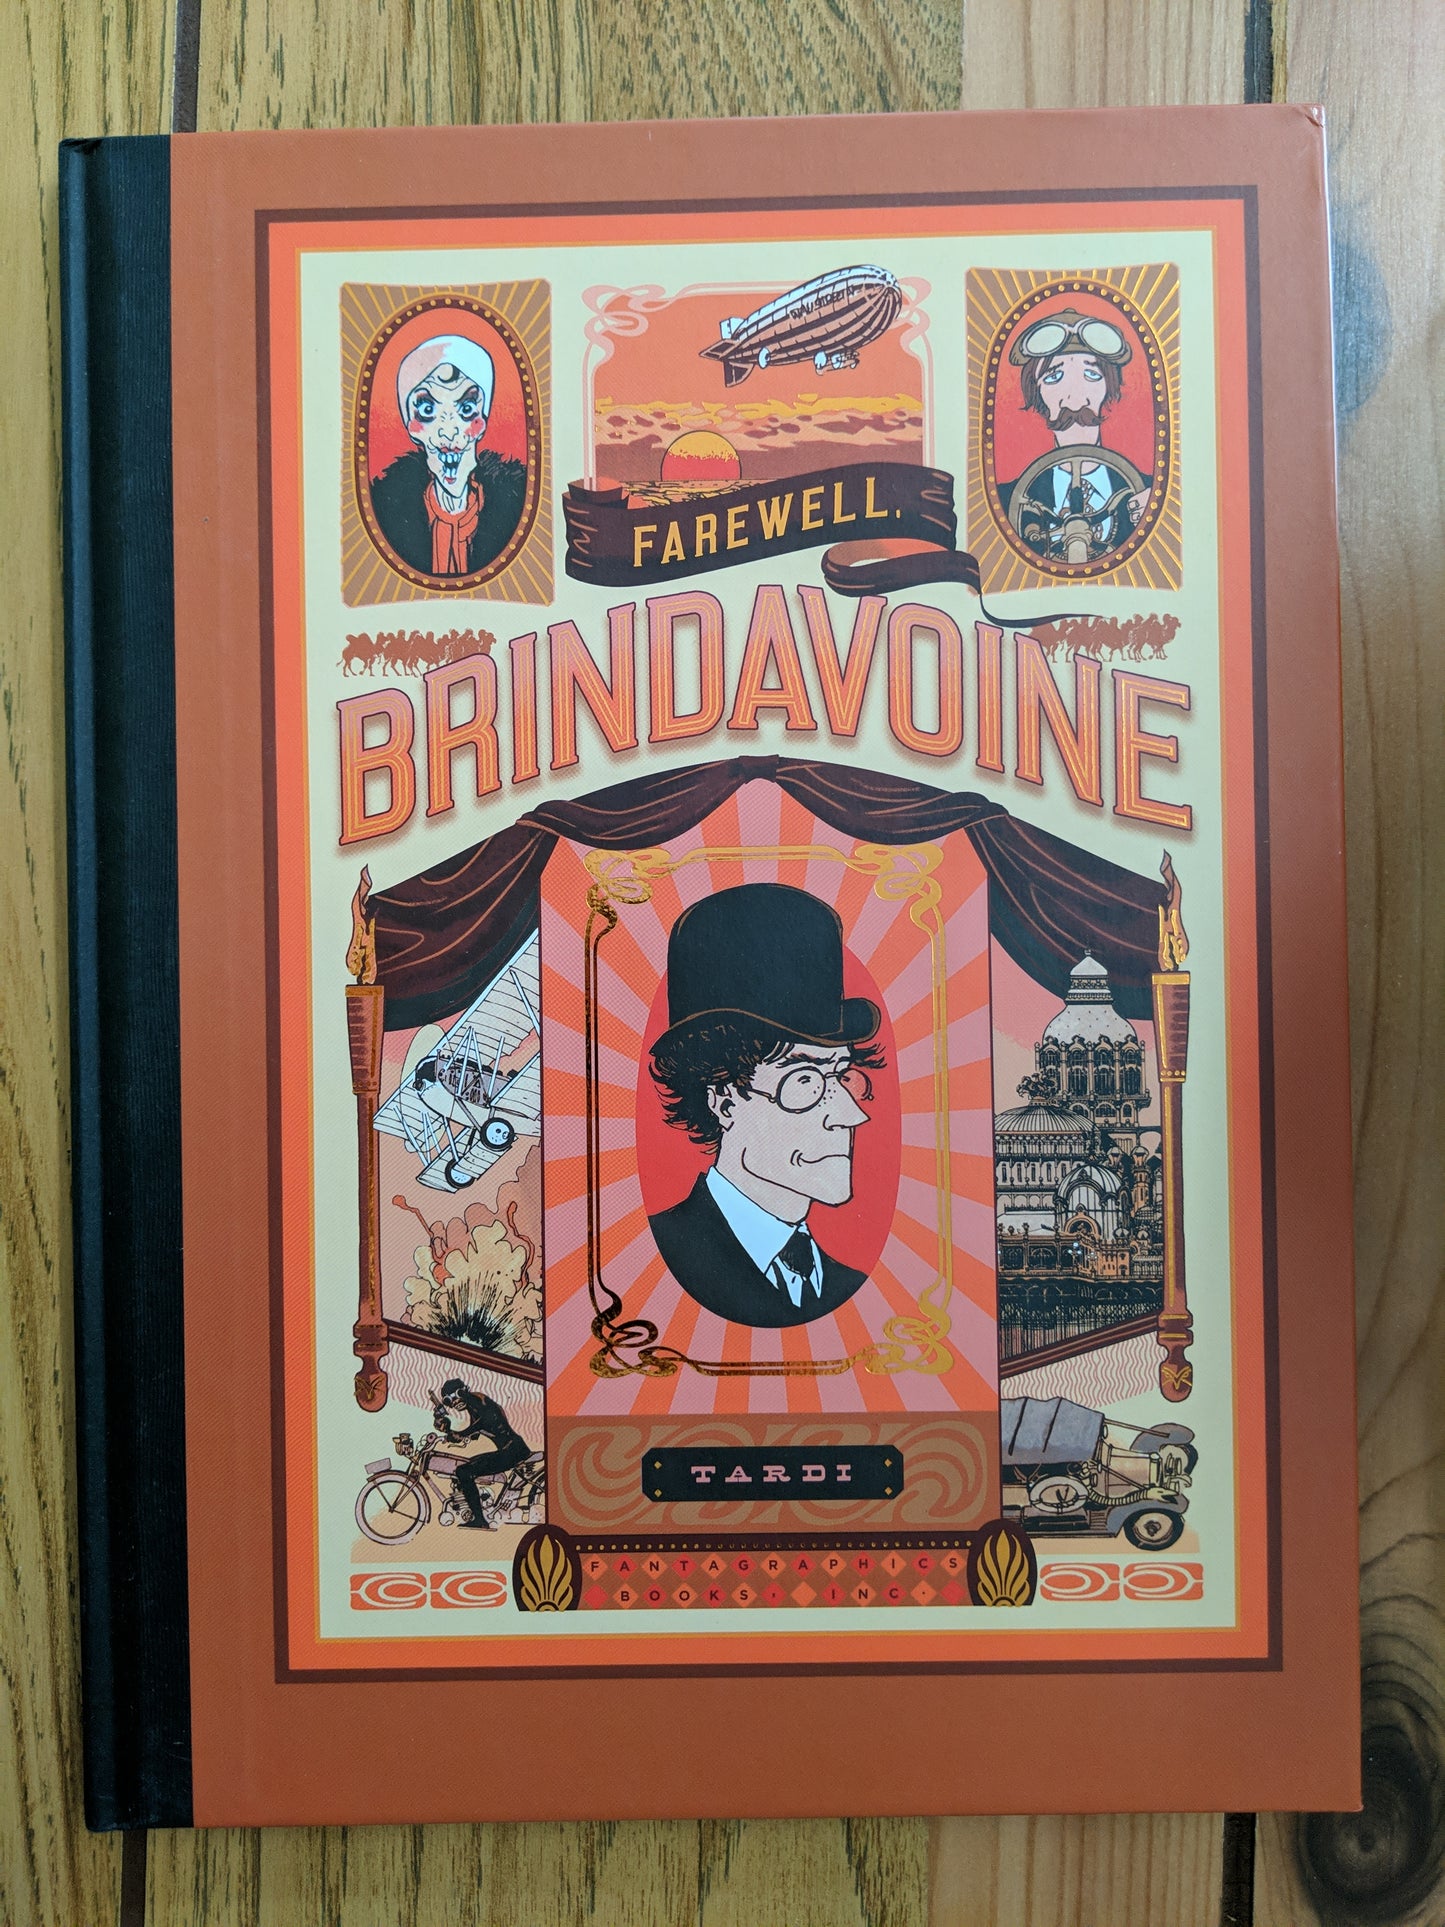 FAREWELL,
BRINDAVOINE
TARDI
FANTAGRAPHICS
BOOKS, INC.